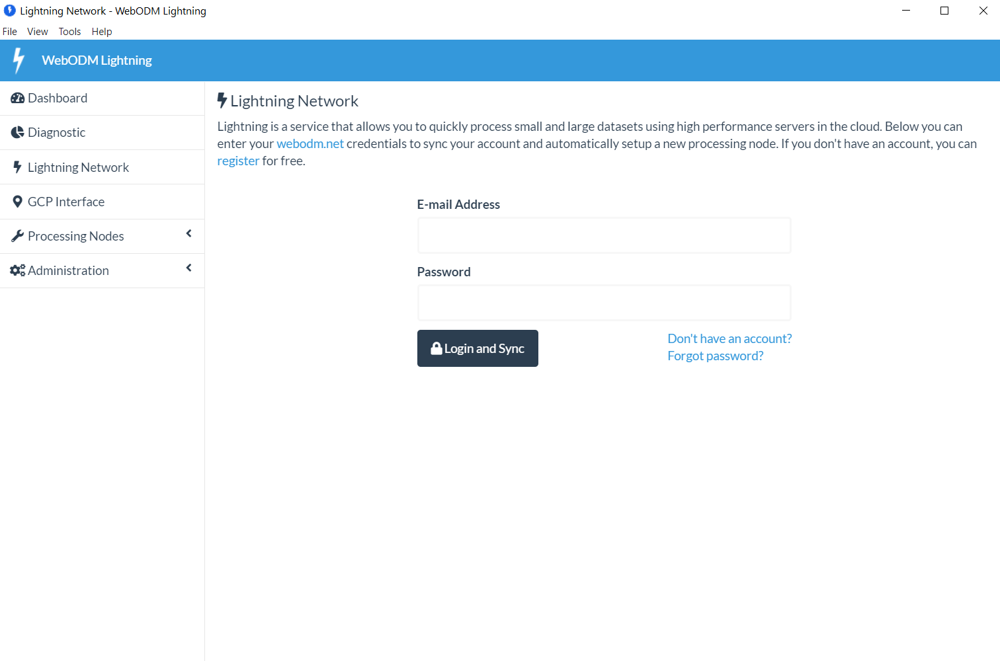 Lightning Network - WebODM Lightning
File View Tools Help
WebODM Lightning
Dashboard
Diagnostic
Lightning Network
GCP Interface
Processing Nodes
Administration
Lightning Network
Lightning is a service that allows you to quickly process small and large datasets using high performance servers in the cloud. Below you can
enter your webodm.net credentials to sync your account and automatically setup a new processing node. If you don't have an account, you can
register for free.
E-mail Address
Password
Login and Sync
Don't have an account?
Forgot password?